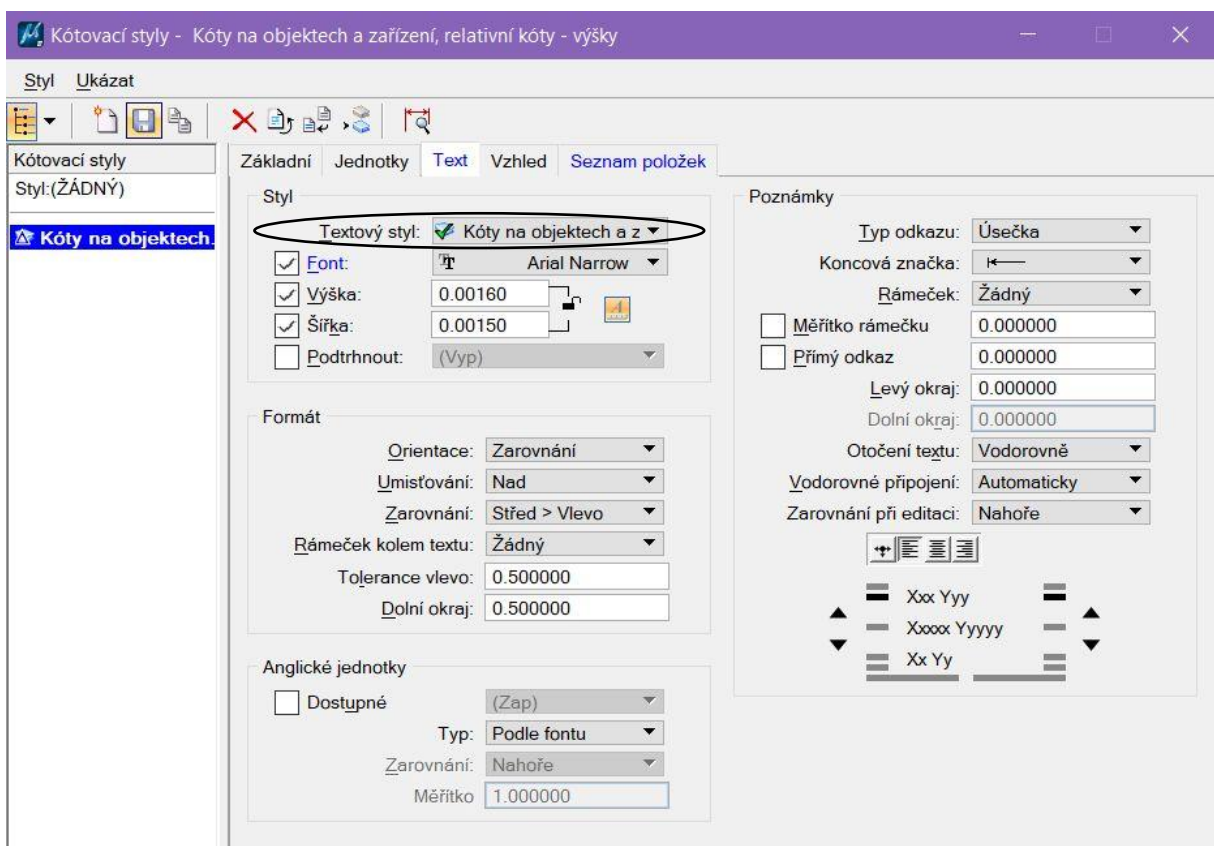 Kótovací styly - Kóty na objektech a zařízení, relativní kóty - výšky
Styl Ukázat
Kótovací styly
Styl:(ŽÁDNÝ)
Kóty na objektech.
Základní Jednotky Text Vzhled Seznam položek
Styl
Textový styl: Kóty na objektech a z
Font: Arial Narrow
Výška: 0.00160
Šířka: 0.00150
Podtrhnout: (Vyp)
Formát
Orientace: Zarovnání
Umisťování: Nad
Zarovnání: Střed > Vlevo
Rámeček kolem textu: Žádný
Tolerance vlevo: 0.500000
Dolní okraj: 0.500000
Anglické jednotky
Dostupné (Zap)
Typ: Podle fontu
Zarovnání: Nahoře
Měřítko 1.000000
Poznámky
Typ odkazu: Úsečka
Koncová značka:
Rámeček: Žádný
Měřítko rámečku 0.000000
Přímý odkaz 0.000000
Levý okraj: 0.000000
Dolní okraj: 0.000000
Otočení textu: Vodorovně
Vodorovné připojení: Automaticky
Zarovnání při editaci: Nahoře
Xxx Yyy
Xxxxx Yyyyy
Xx Yy